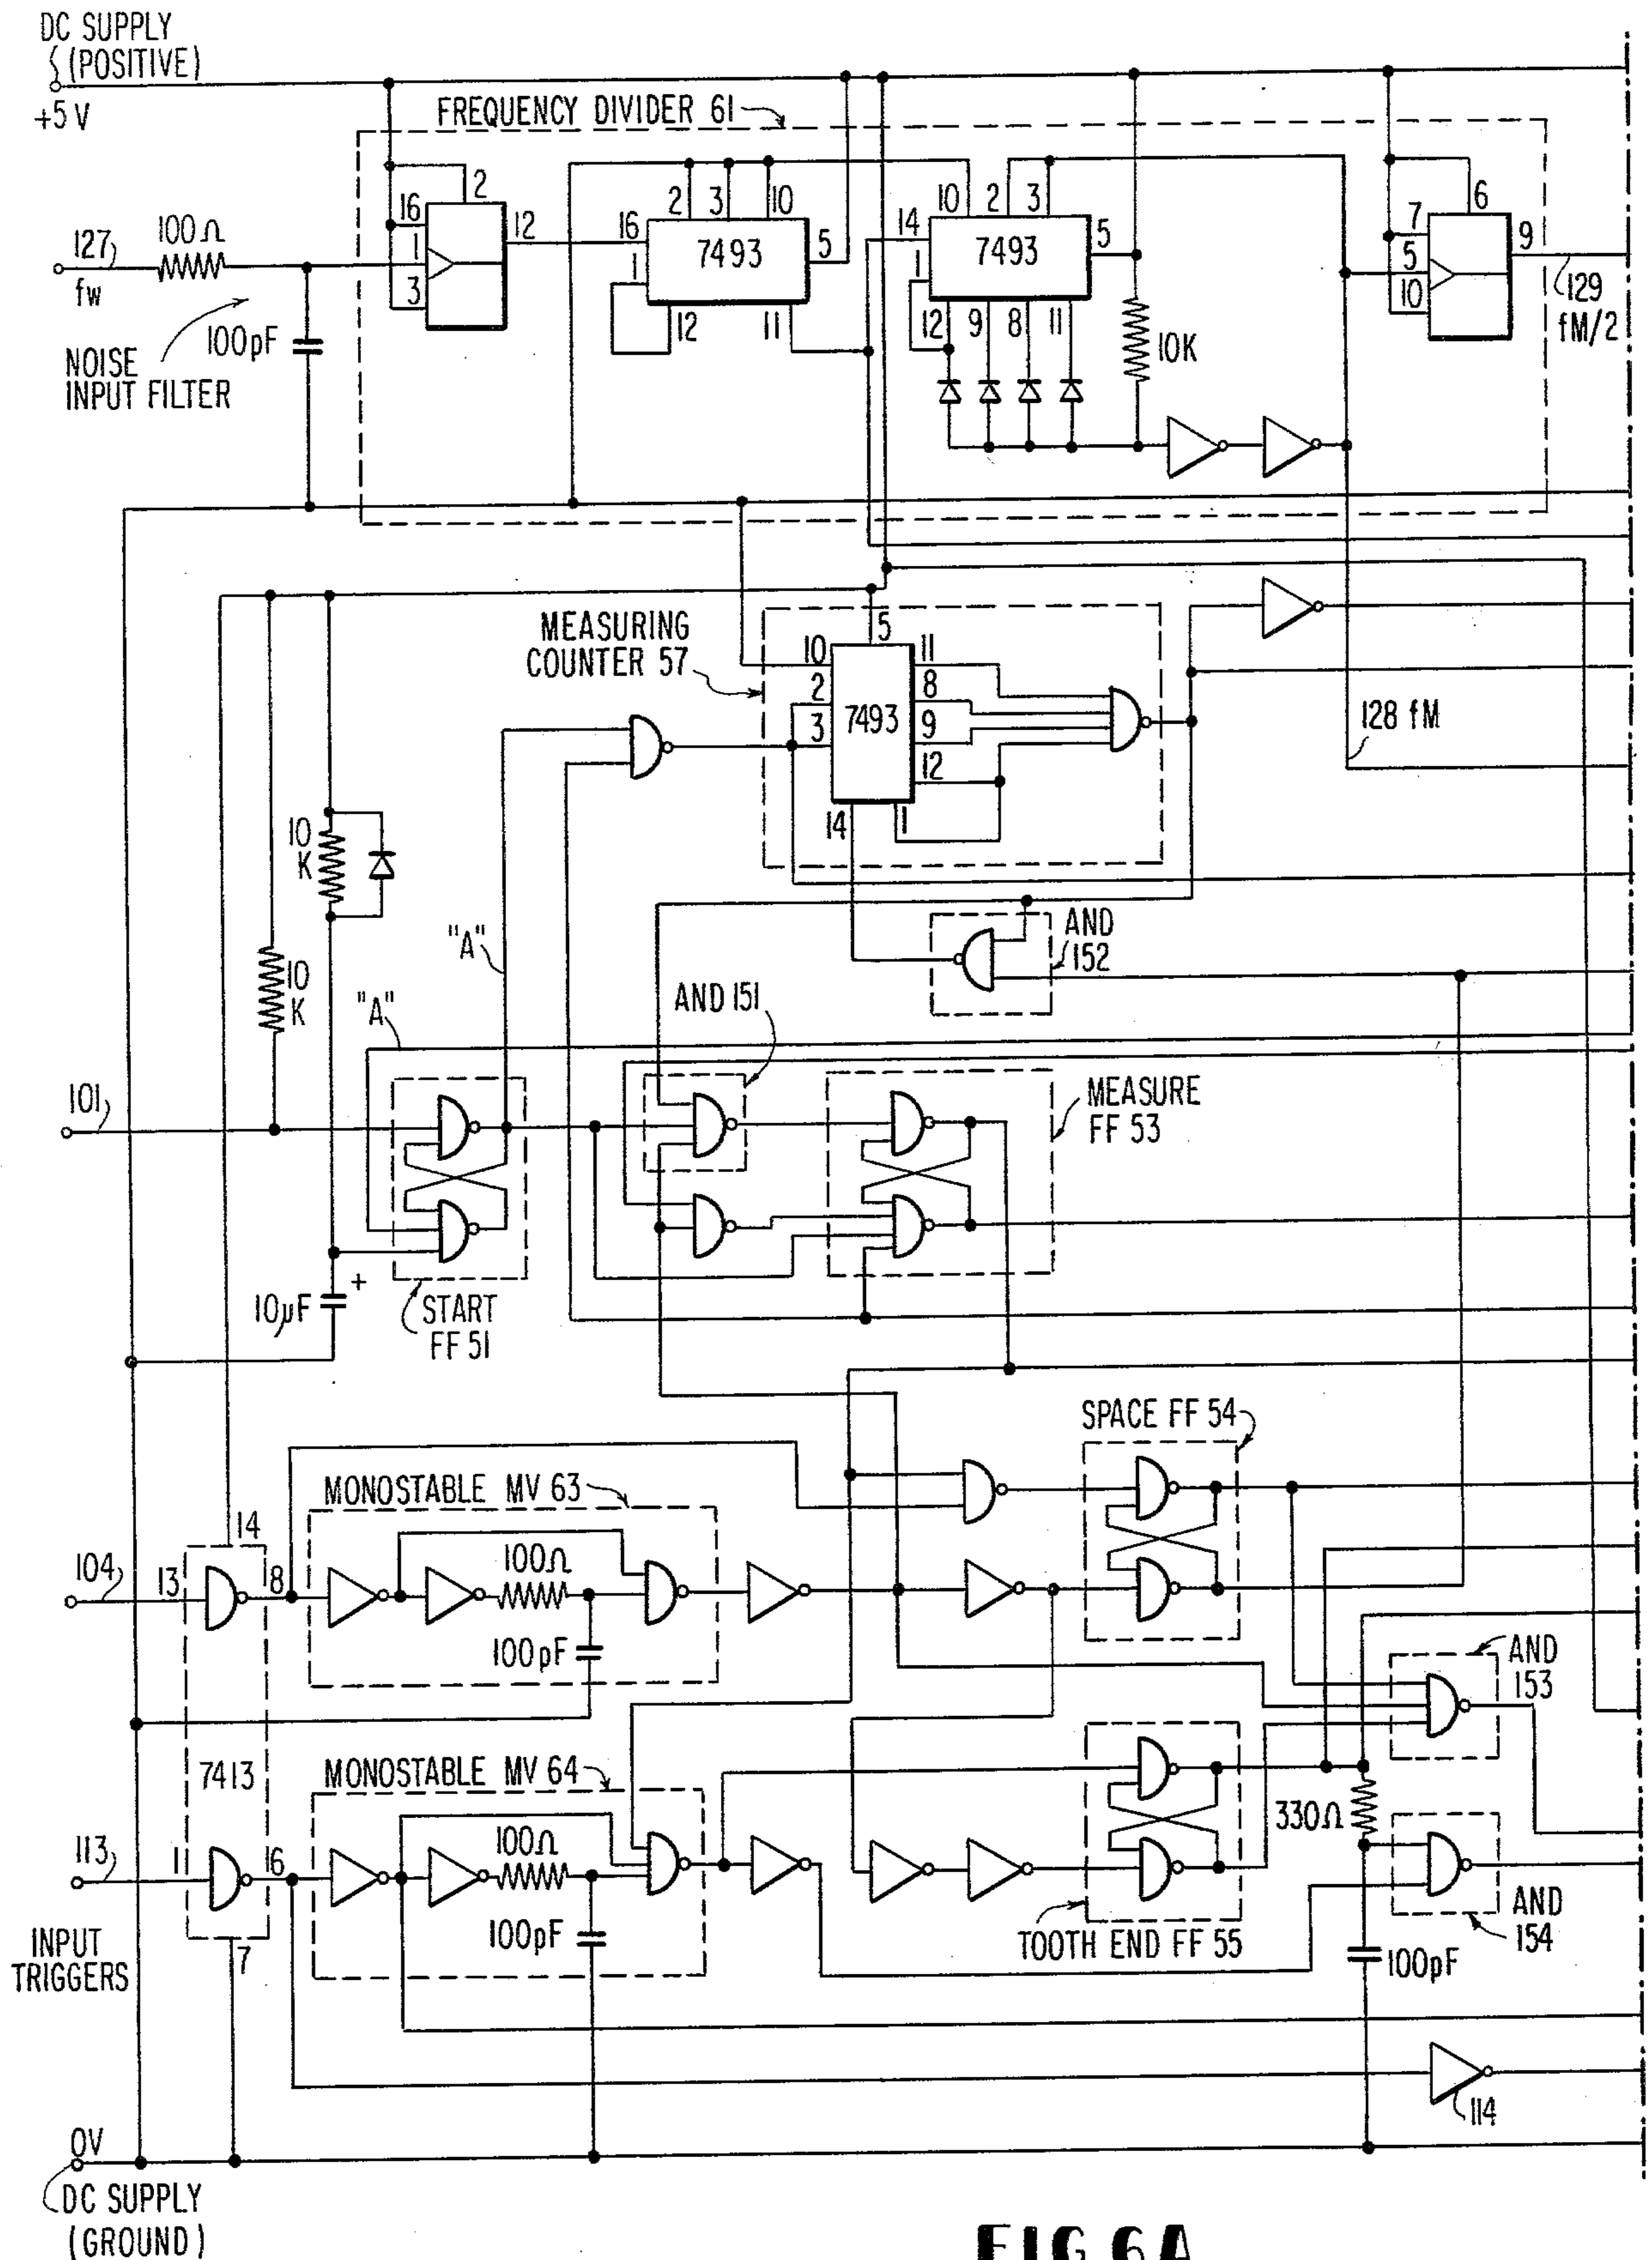 DC SUPPLY
(POSITIVE)
+5V
FREQUENCY DIVIDER 61
2
16
1
3
12
127
fw
100Ω
100pF
NOISE
INPUT FILTER
2
3
10
16
1
7493
5
12
11
10
2
3
14
1
7493
5
12
9
8
11
10K
6
7
5
10
9
129
fM/2
MEASURING
COUNTER 57
5
10
2
3
7493
11
8
9
12
14
1
128 fM
10
K
10
K
"A"
"A"
AND
152
AND 151
101
MEASURE
FF 53
10µF
+
START
FF 51
SPACE FF 54
MONOSTABLE MV 63
14
104
13
8
100Ω
100pF
AND
153
7413
MONOSTABLE MV 64
113
1
16
100Ω
100pF
330Ω
TOOTH END FF 55
AND
154
100pF
INPUT
TRIGGERS
7
114
0V
DC SUPPLY
(GROUND)
FIG 6A